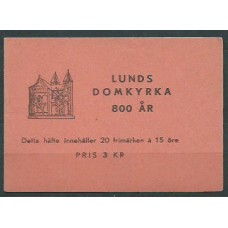 LUNDS
DOMKYRKA
800 ÅR
Detta häfte innehåller 20 frimärken à 15 öre
PRIS 3 KR